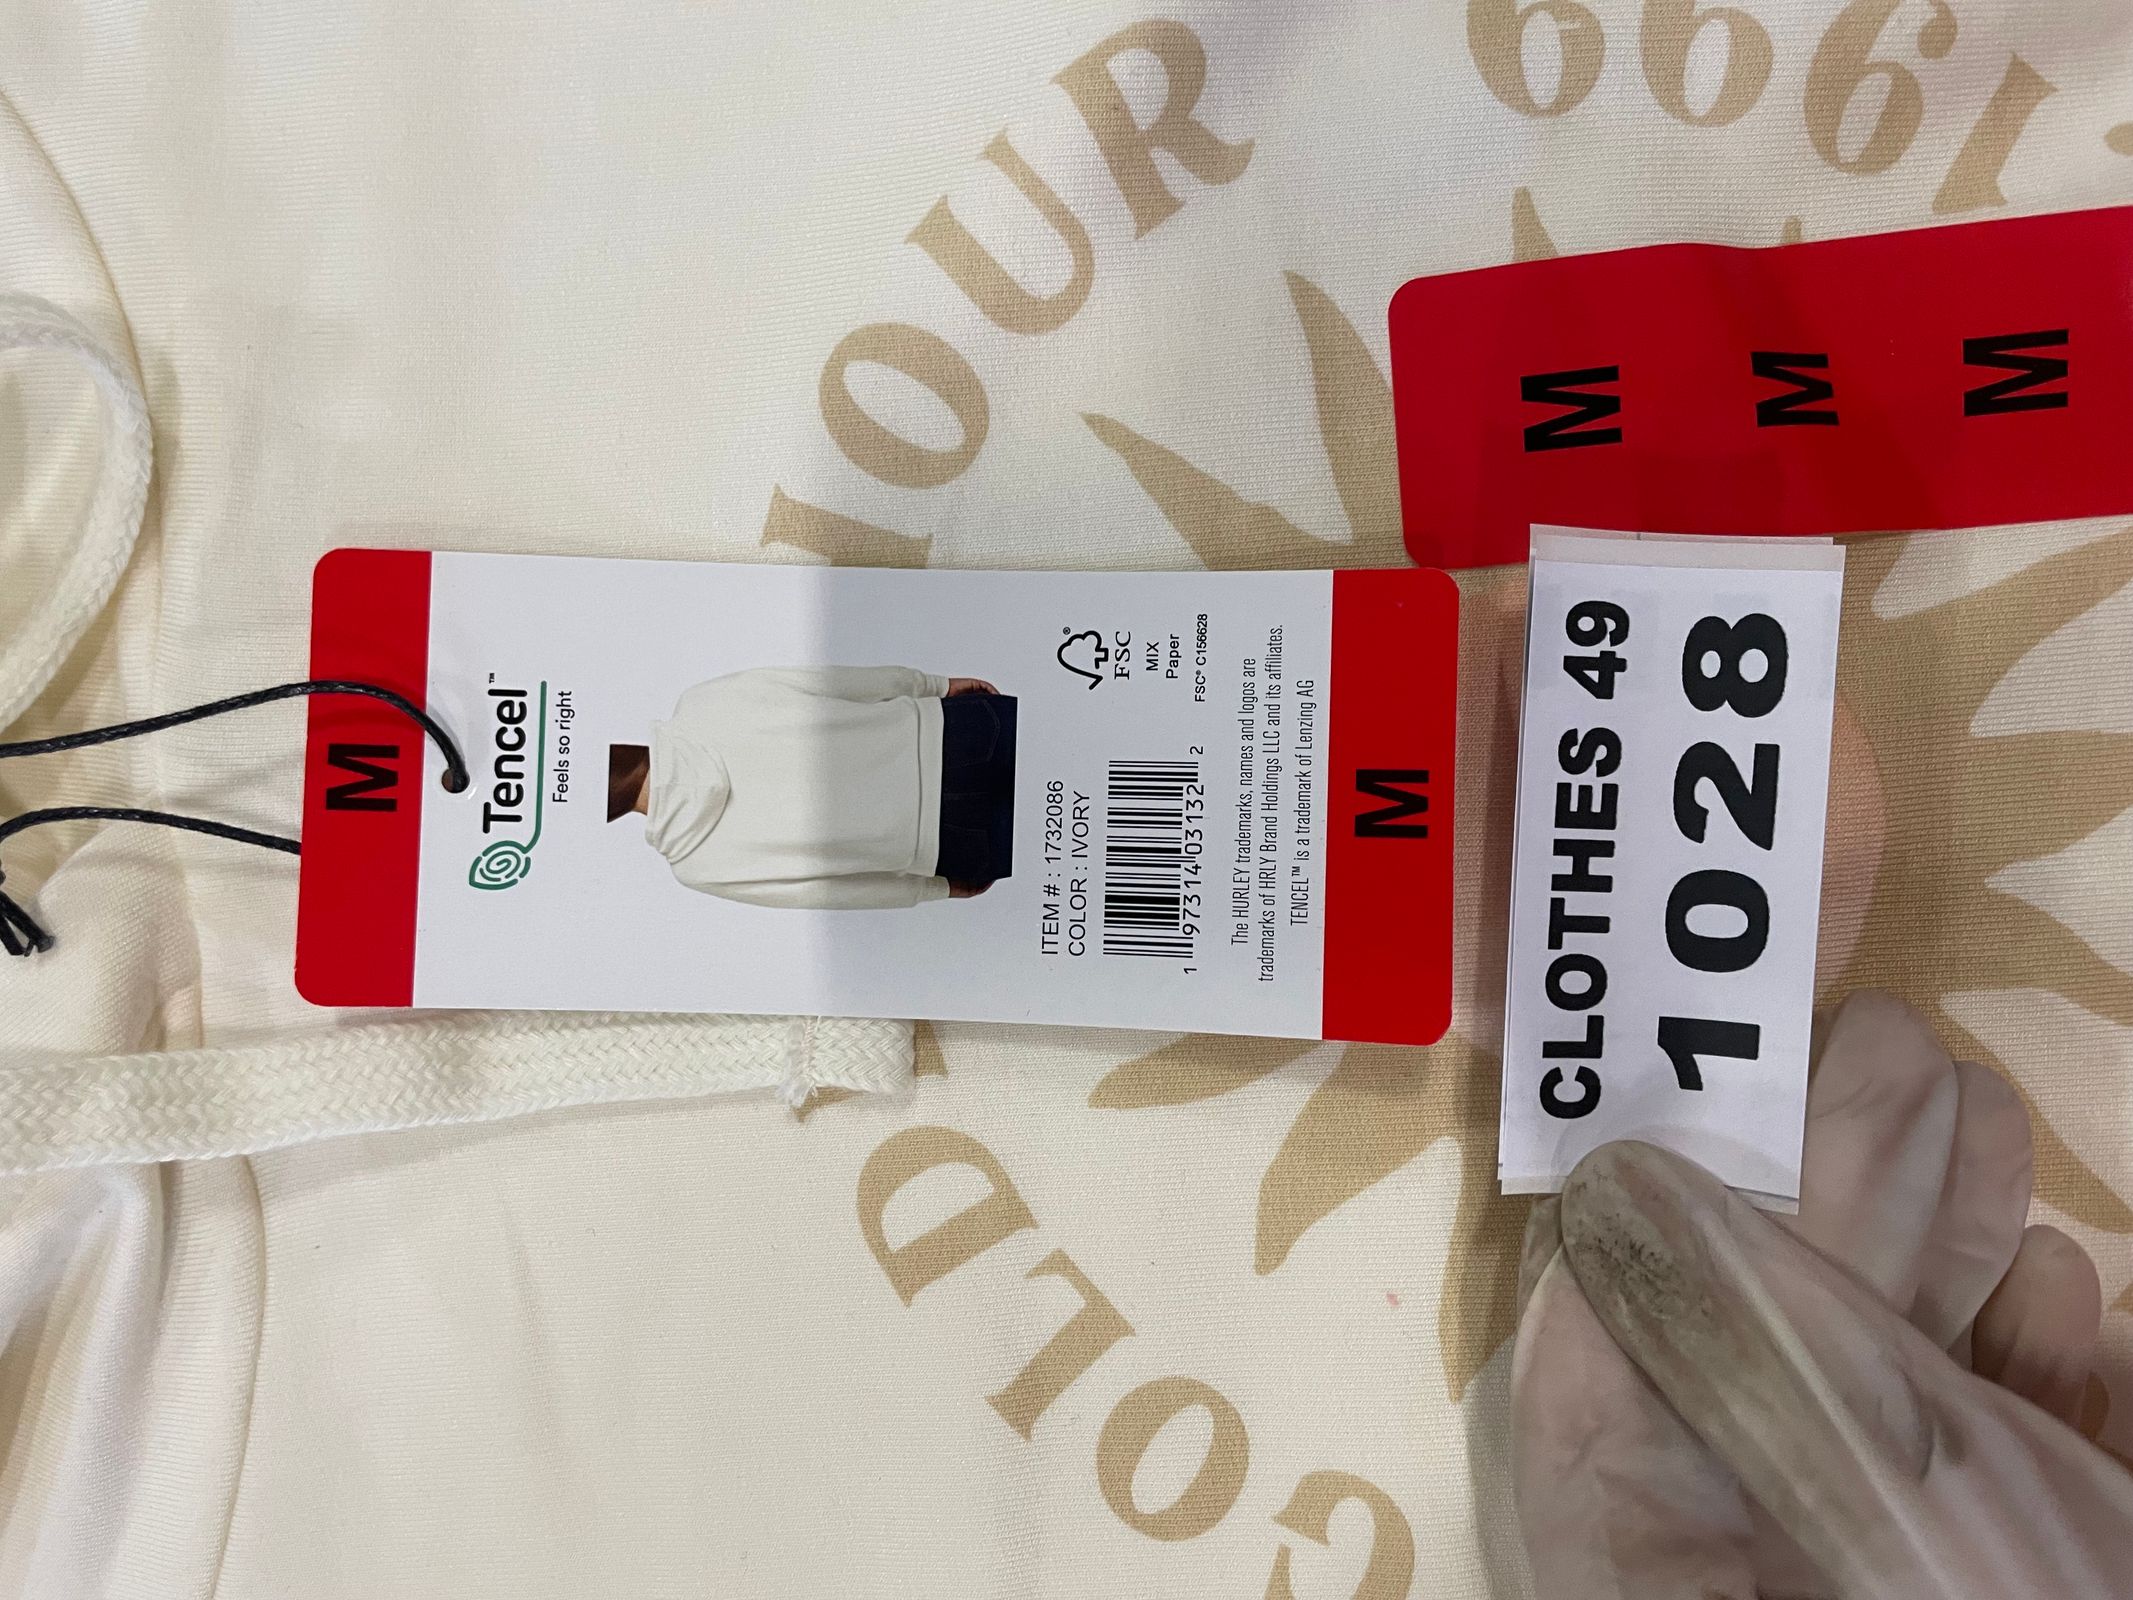 M
Tencel™
Feels so right
ITEM # : 1732086
COLOR : IVORY
1 97314 03132 2
FSC®
MIX
Paper
FSC® C156628
The HURLEY trademarks, names and logos are
trademarks of HRLY Brand Holdings LLC and its affiliates.
TENCEL™ is a trademark of Lenzing AG
M
M
M
M
CLOTHES 49
1028
GOLD
OUR
1999